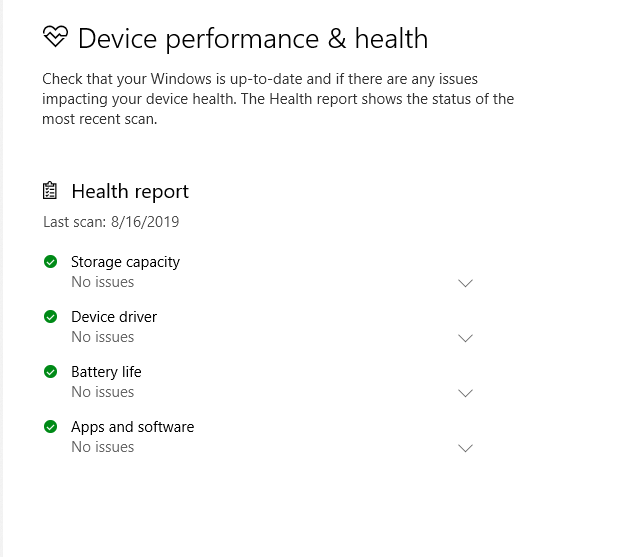 Device performance & health
Check that your Windows is up-to-date and if there are any issues
impacting your device health. The Health report shows the status of the
most recent scan.
Health report
Last scan: 8/16/2019
Storage capacity
No issues
Device driver
No issues
Battery life
No issues
Apps and software
No issues